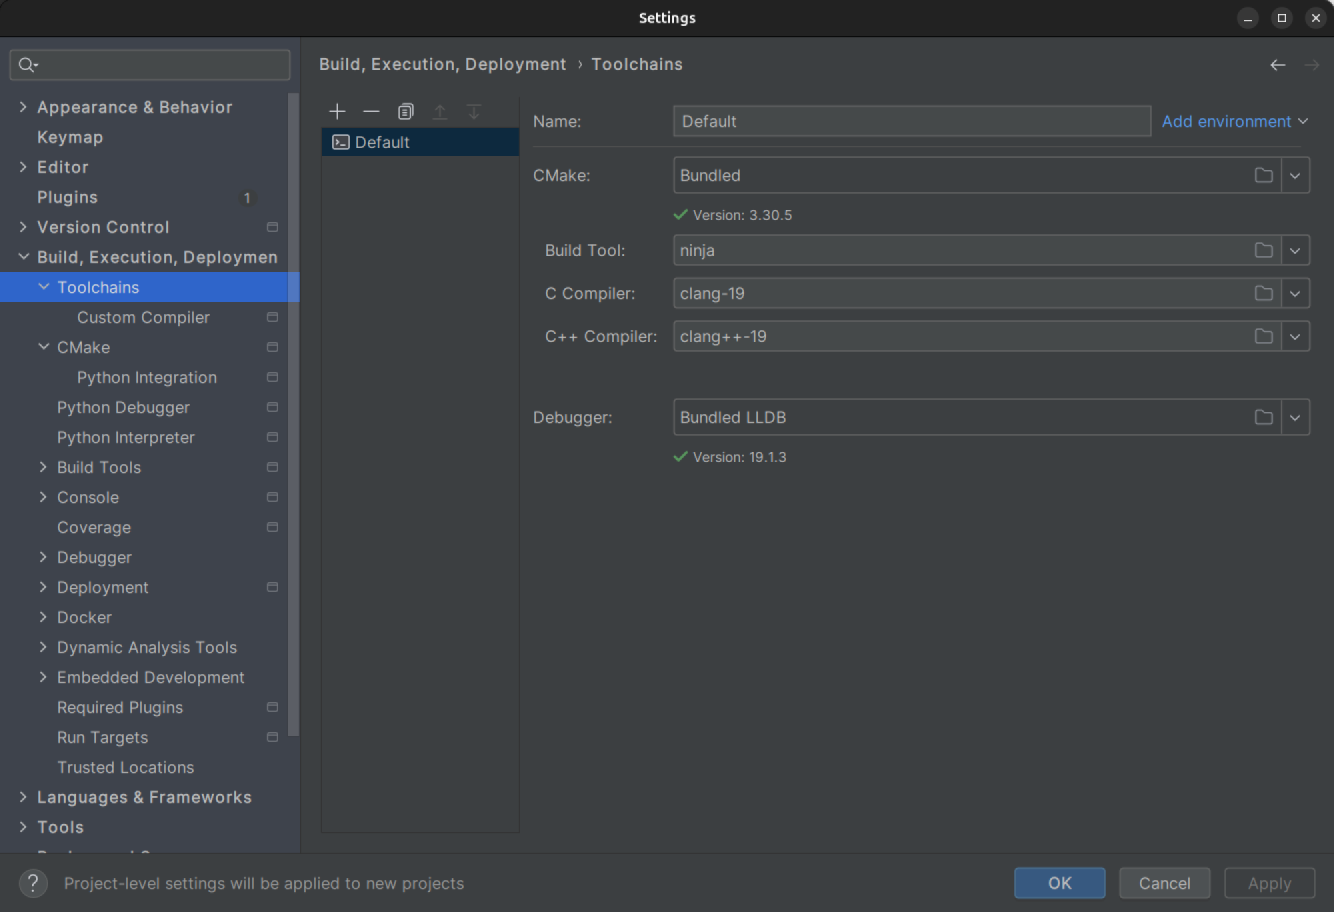 Settings
Build, Execution, Deployment › Toolchains
Appearance & Behavior
Keymap
Editor
Plugins 1
Version Control
Build, Execution, Deploymen
Toolchains
Custom Compiler
CMake
Python Integration
Python Debugger
Python Interpreter
Build Tools
Console
Coverage
Debugger
Deployment
Docker
Dynamic Analysis Tools
Embedded Development
Required Plugins
Run Targets
Trusted Locations
Languages & Frameworks
Tools
Default
Name: Default Add environment
CMake: Bundled
Version: 3.30.5
Build Tool: ninja
C Compiler: clang-19
C++ Compiler: clang++-19
Debugger: Bundled LLDB
Version: 19.1.3
? Project-level settings will be applied to new projects
OK Cancel Apply